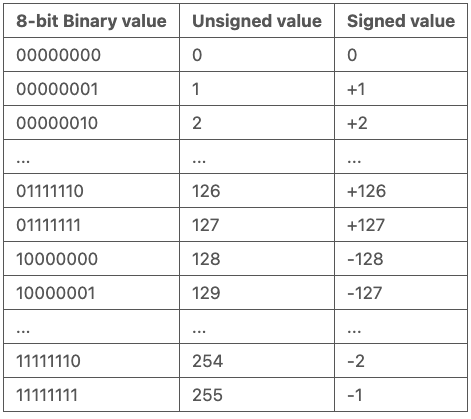 8-bit Binary value Unsigned value Signed value
00000000 0 0
00000001 1 +1
00000010 2 +2
... ... ...
01111110 126 +126
01111111 127 +127
10000000 128 -128
10000001 129 -127
... ... ...
11111110 254 -2
11111111 255 -1